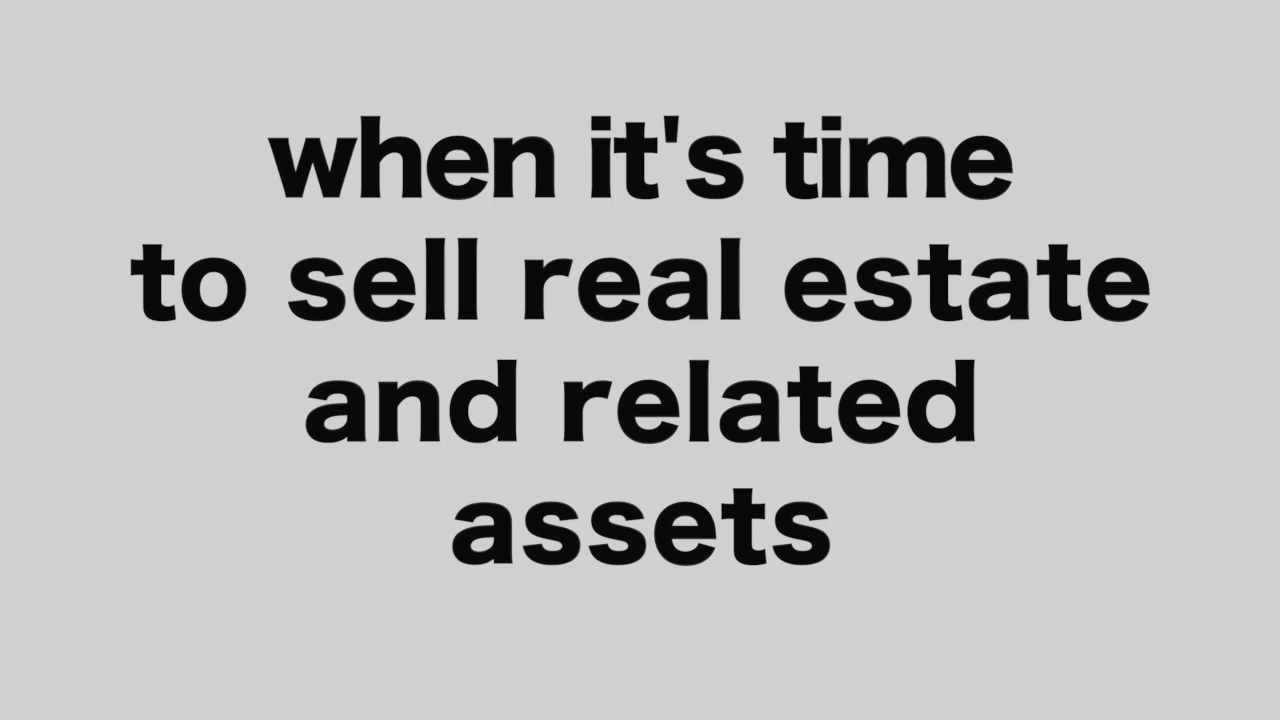 when it's time
to sell real estate
and related
assets